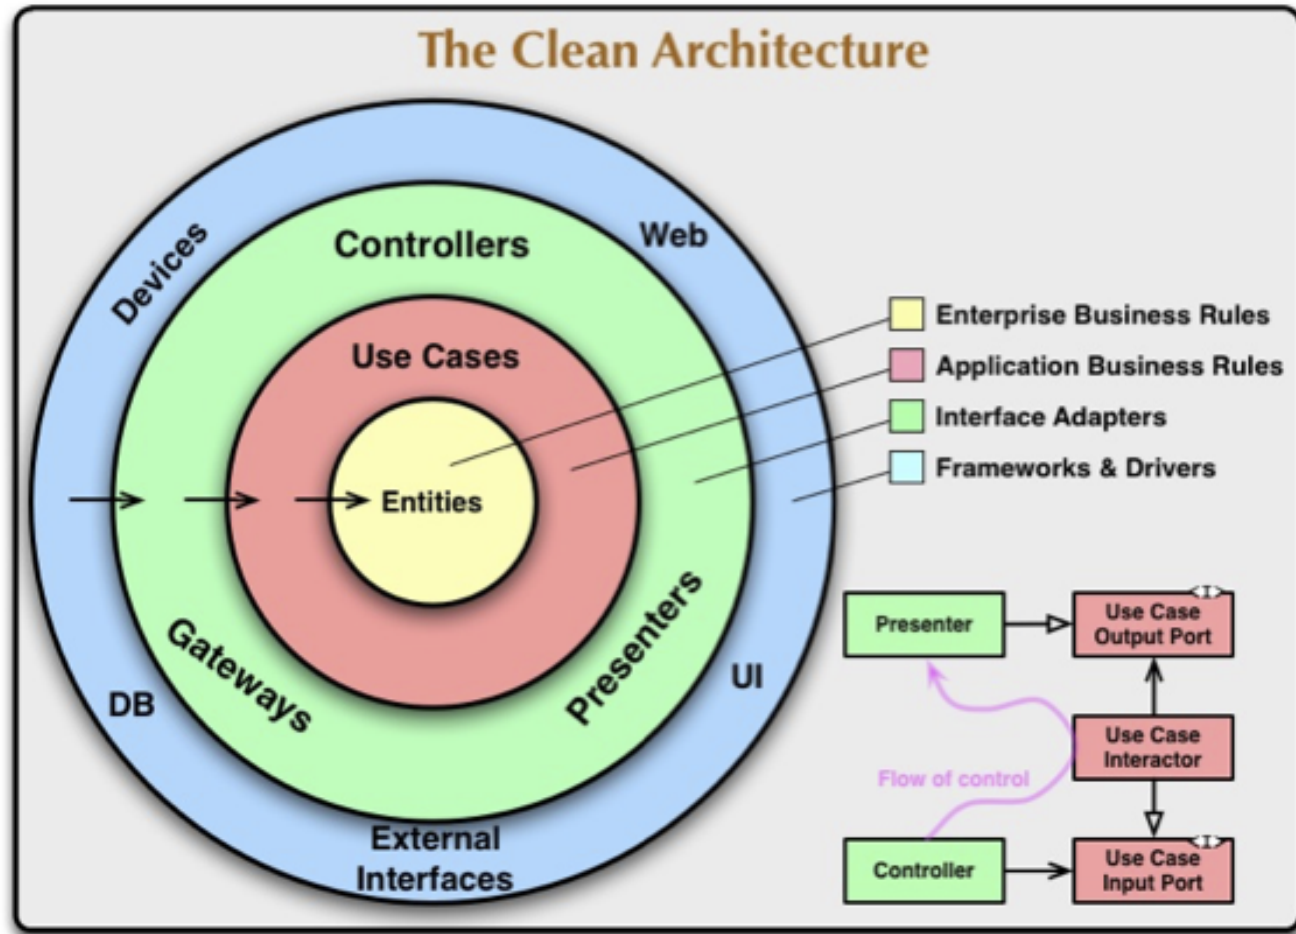 The Clean Architecture
Devices
Controllers
Web
Use Cases
Entities
Gateways
Presenters
DB
UI
External
Interfaces
Enterprise Business Rules
Application Business Rules
Interface Adapters
Frameworks & Drivers
Presenter
<I>
Use Case
Output Port
Flow of control
Use Case
Interactor
Controller
<I>
Use Case
Input Port